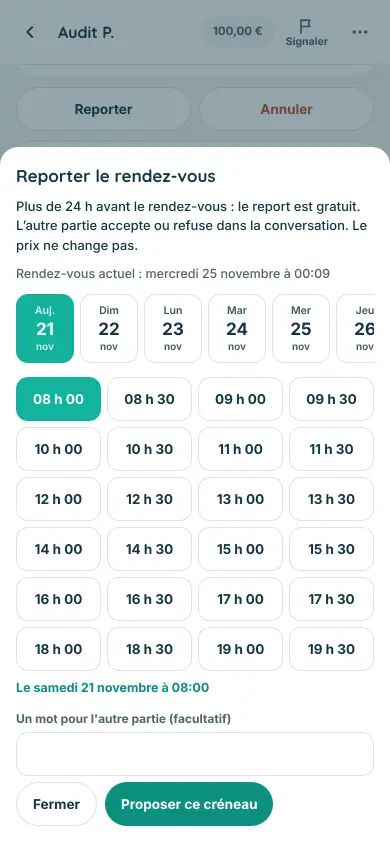 Audit P.
100,00 €
Signaler
Reporter
Annuler
Reporter le rendez-vous
Plus de 24 h avant le rendez-vous : le report est gratuit.
L'autre partie accepte ou refuse dans la conversation. Le
prix ne change pas.
Rendez-vous actuel : mercredi 25 novembre à 00:09
Auj. Dim Lun Mar Mer Jeu
21 22 23 24 25 26
nov nov nov nov nov nov
08 h 00 08 h 30 09 h 00 09 h 30
10 h 00 10 h 30 11 h 00 11 h 30
12 h 00 12 h 30 13 h 00 13 h 30
14 h 00 14 h 30 15 h 00 15 h 30
16 h 00 16 h 30 17 h 00 17 h 30
18 h 00 18 h 30 19 h 00 19 h 30
Le samedi 21 novembre à 08:00
Un mot pour l'autre partie (facultatif)
Fermer
Proposer ce créneau